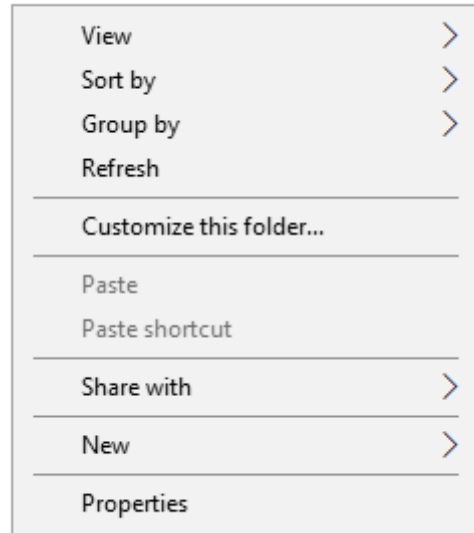 View
Sort by
Group by
Refresh
Customize this folder...
Paste
Paste shortcut
Share with
New
Properties